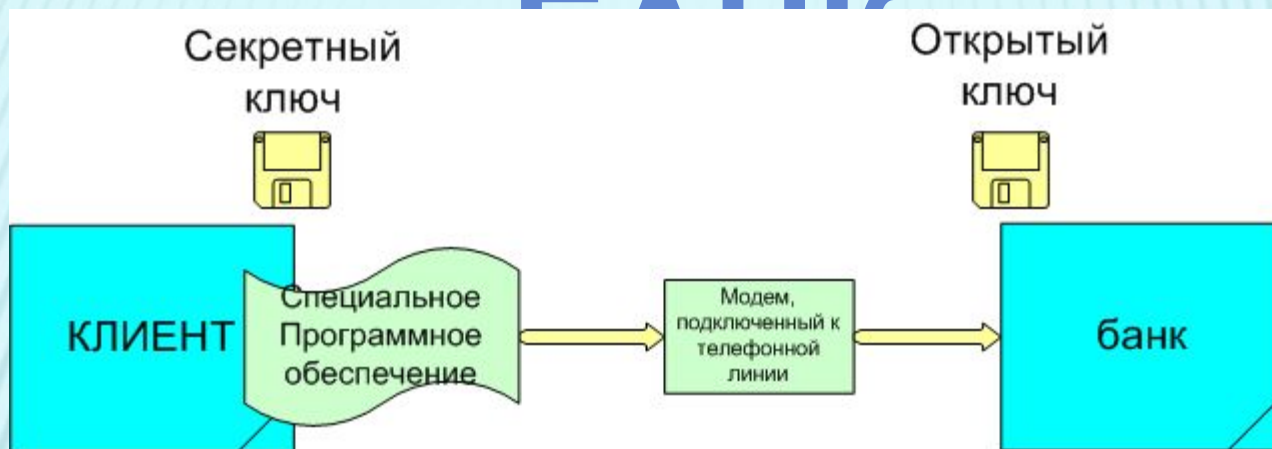 Секретный
ключ
Открытый
ключ
КЛИЕНТ
Специальное
Программное
обеспечение
Модем,
подключенный к
телефонной
линии
банк